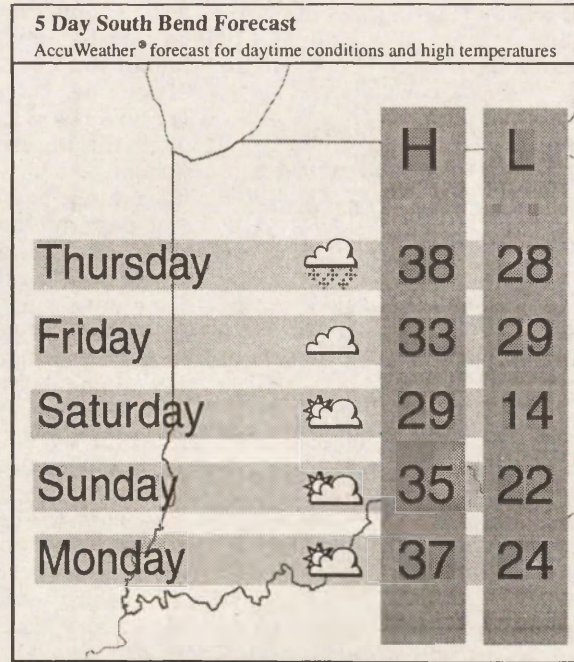 5 Day South Bend Forecast
AccuWeather® forecast for daytime conditions and high temperatures
H L
Thursday 38 28
Friday 33 29
Saturday 29 14
Sunday 35 22
Monday 37 24